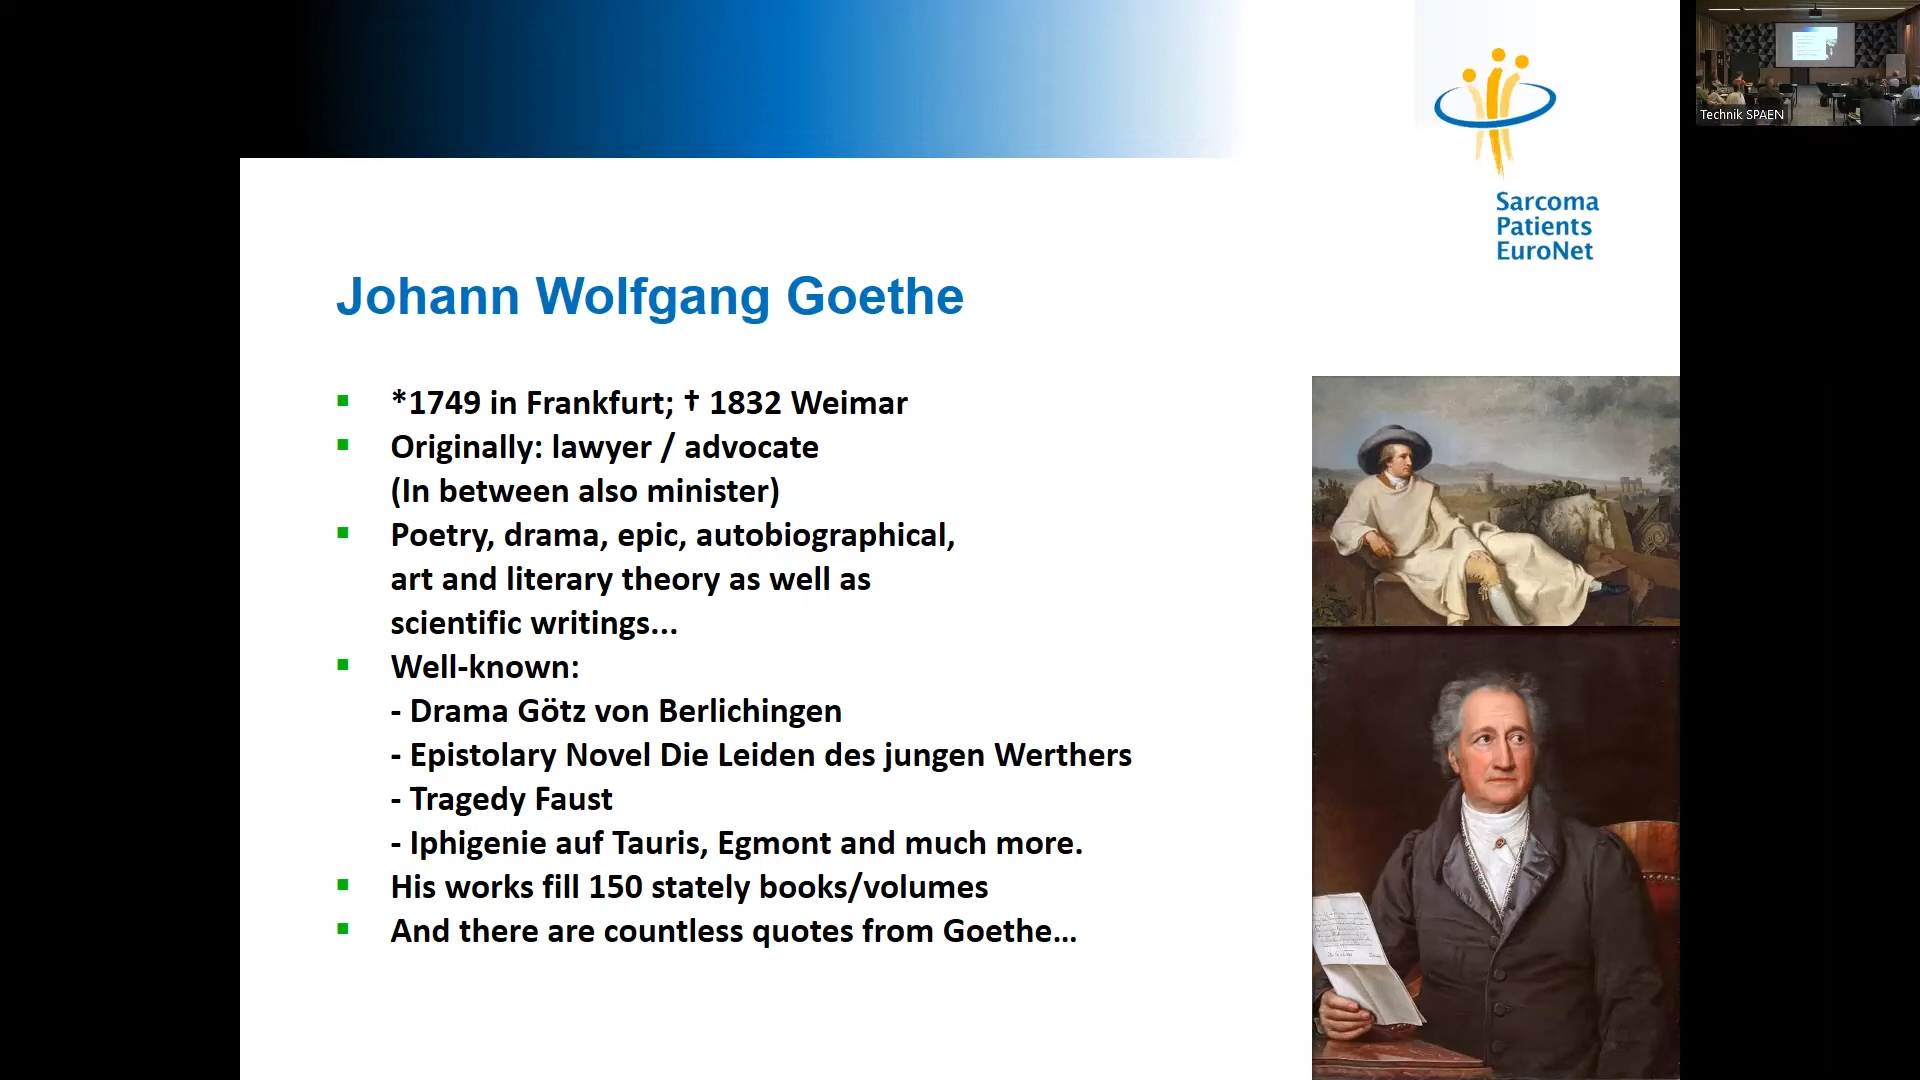 Sarcoma
Patients
EuroNet
Technik SPAEN
Johann Wolfgang Goethe
*1749 in Frankfurt; † 1832 Weimar
Originally: lawyer / advocate
(In between also minister)
Poetry, drama, epic, autobiographical,
art and literary theory as well as
scientific writings...
Well-known:
- Drama Götz von Berlichingen
- Epistolary Novel Die Leiden des jungen Werthers
- Tragedy Faust
- Iphigenie auf Tauris, Egmont and much more.
His works fill 150 stately books/volumes
And there are countless quotes from Goethe…